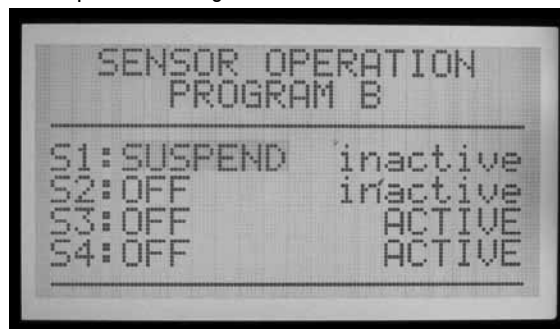 SENSOR OPERATION
PROGRAM B
S1:SUSPEND inactive
S2:OFF inactive
S3:OFF ACTIVE
S4:OFF ACTIVE